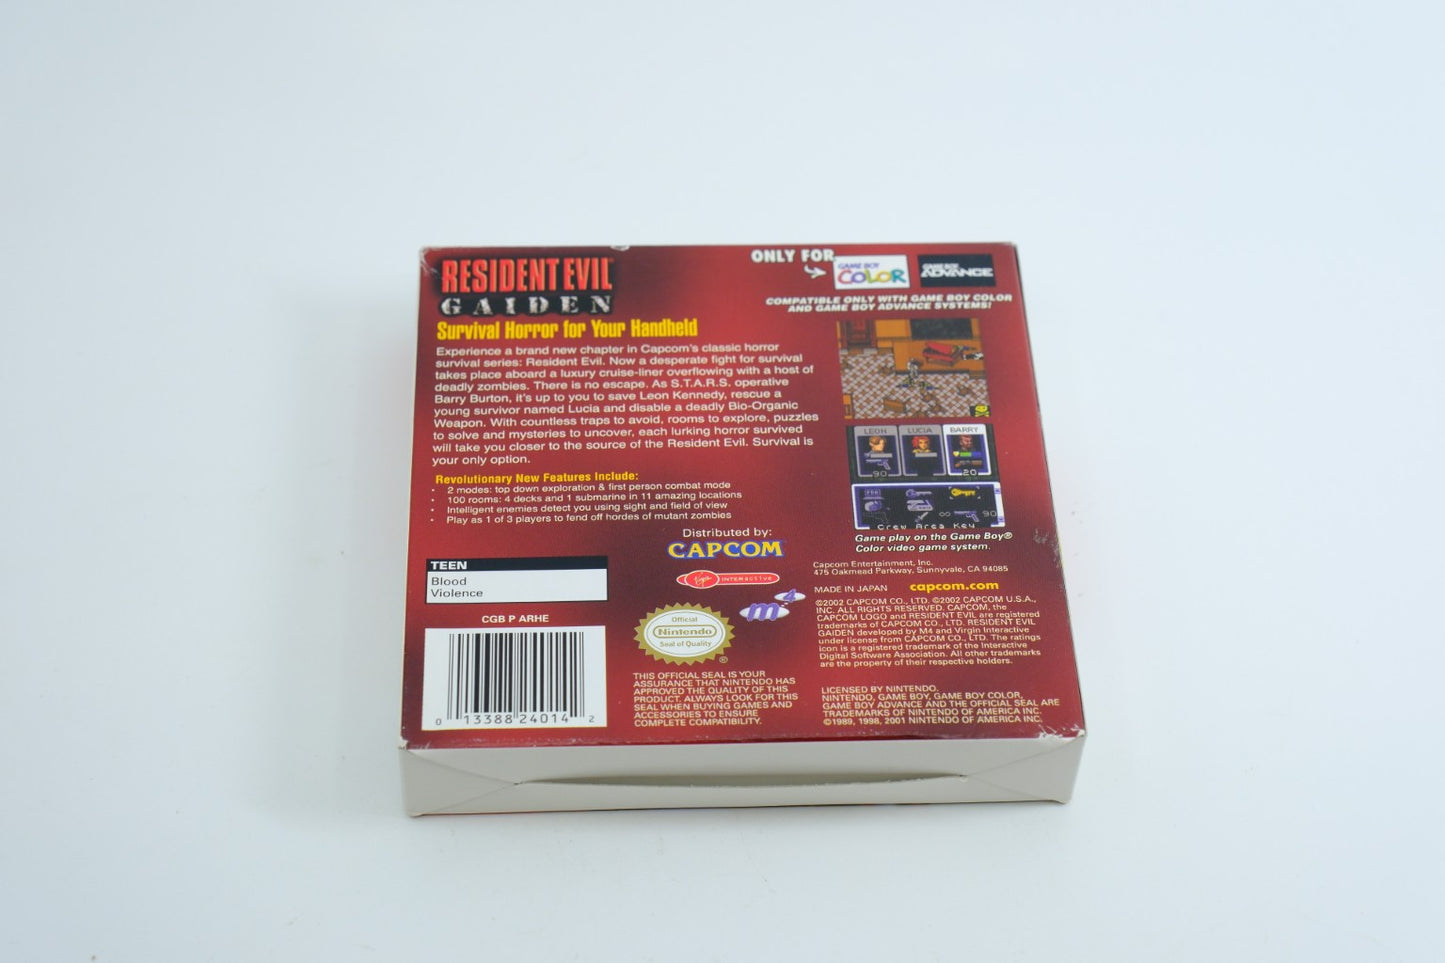 RESIDENT EVIL
GAIDEN
Survival Horror for Your Handheld
Experience a brand new chapter in Capcom's classic horror
survival series: Resident Evil. Now a desperate fight for survival
takes place aboard a luxury cruise-liner overflowing with a host of
deadly zombies. There is no escape. As S.T.A.R.S. operative
Barry Burton, it's up to you to save Leon Kennedy, rescue a
young survivor named Lucia and disable a deadly Bio-Organic
Weapon. With countless traps to avoid, rooms to explore, puzzles
to solve and mysteries to uncover, each lurking horror survived
will take you closer to the source of the Resident Evil. Survival is
your only option.
Revolutionary New Features Include:
• 2 modes: top down exploration & first person combat mode
• 100 rooms: 4 decks and 1 submarine in 11 amazing locations
• Intelligent enemies detect you using sight and field of view
• Play as 1 of 3 players to fend off hordes of mutant zombies
ONLY FOR
GAME BOY
COLOR
GAME BOY
ADVANCE
COMPATIBLE ONLY WITH GAME BOY COLOR
AND GAME BOY ADVANCE SYSTEMS!
LEON LUCIA BARRY
90 20
90
Crew Area Key
Game play on the Game Boy®
Color video game system.
TEEN
Blood
Violence
CGB P ARHE
0 13388 24014 2
Distributed by:
CAPCOM
Virgin INTERACTIVE
m4
Official
Nintendo
Seal of Quality
®
THIS OFFICIAL SEAL IS YOUR
ASSURANCE THAT NINTENDO HAS
APPROVED THE QUALITY OF THIS
PRODUCT. ALWAYS LOOK FOR THIS
SEAL WHEN BUYING GAMES AND
ACCESSORIES TO ENSURE
COMPLETE COMPATIBILITY.
Capcom Entertainment, Inc.
475 Oakmead Parkway, Sunnyvale, CA 94085
MADE IN JAPAN capcom.com
©2002 CAPCOM CO., LTD. ©2002 CAPCOM U.S.A.,
INC. ALL RIGHTS RESERVED. CAPCOM, the
CAPCOM LOGO and RESIDENT EVIL are registered
trademarks of CAPCOM CO., LTD. RESIDENT EVIL
GAIDEN developed by M4 and Virgin Interactive
under license from CAPCOM CO., LTD. The ratings
icon is a registered trademark of the Interactive
Digital Software Association. All other trademarks
are the property of their respective holders.
LICENSED BY NINTENDO.
NINTENDO, GAME BOY, GAME BOY COLOR,
GAME BOY ADVANCE AND THE OFFICIAL SEAL ARE
TRADEMARKS OF NINTENDO OF AMERICA INC.
©1989, 1998, 2001 NINTENDO OF AMERICA INC.